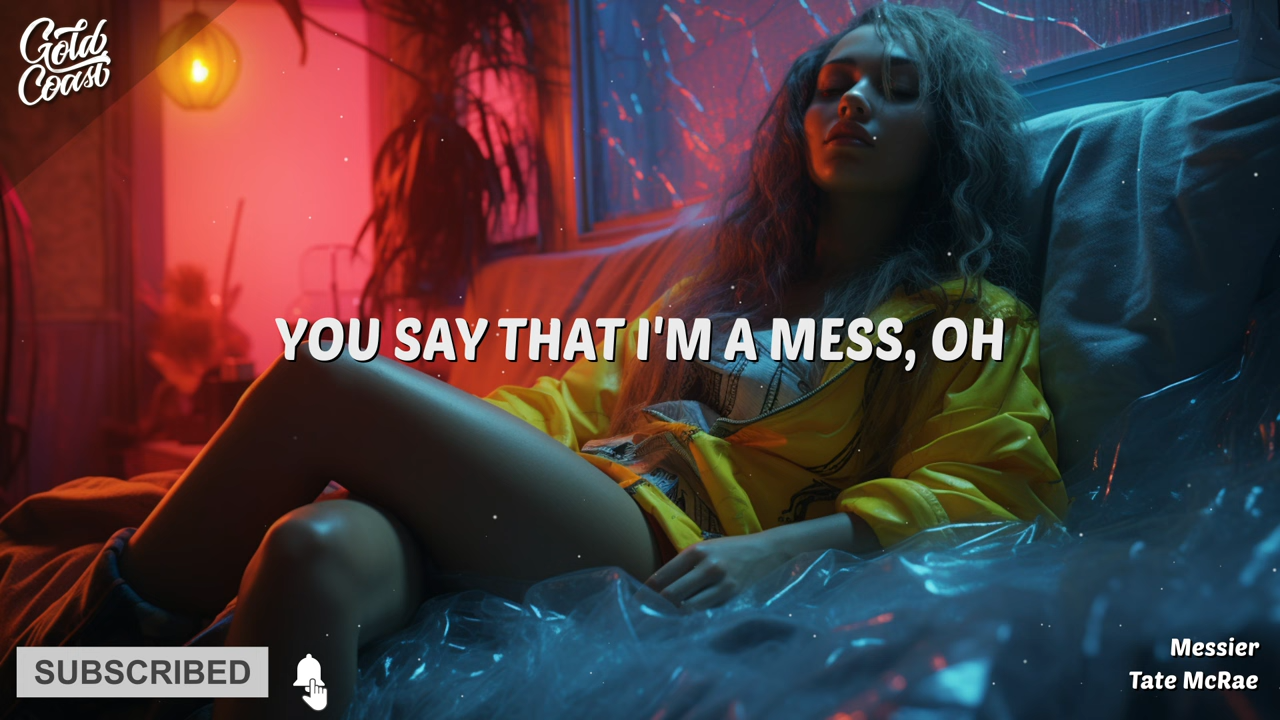 Gold
Coast
YOU SAY THAT I'M A MESS, OH
SUBSCRIBED
Messier
Tate McRae